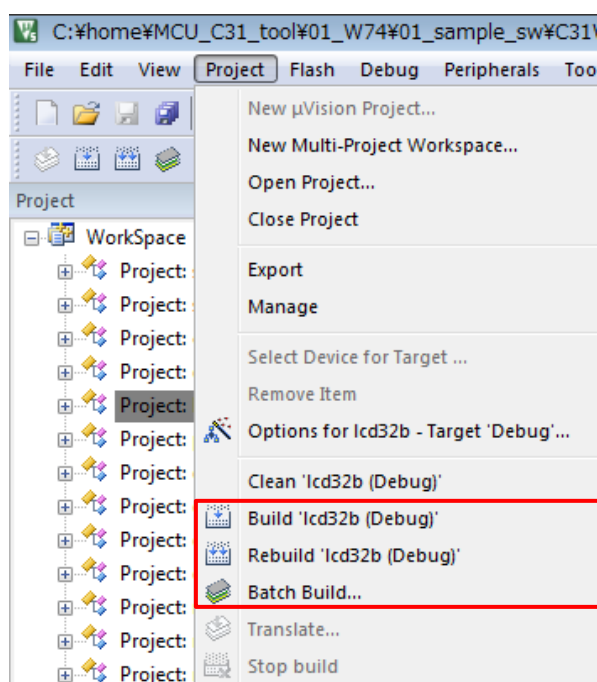 C:¥home¥MCU_C31_tool¥01_W74¥01_sample_sw¥C31
File Edit View Project Flash Debug Peripherals
New µVision Project...
New Multi-Project Workspace...
Open Project...
Close Project
Project
WorkSpace
Project:
Export
Project:
Manage
Project:
Select Device for Target ...
Project:
Remove Item
Project:
Options for lcd32b - Target 'Debug'...
Project:
Clean 'lcd32b (Debug)'
Project:
Build 'lcd32b (Debug)'
Project:
Rebuild 'lcd32b (Debug)'
Project:
Batch Build...
Project:
Project:
Translate...
Project:
Stop build
Project: